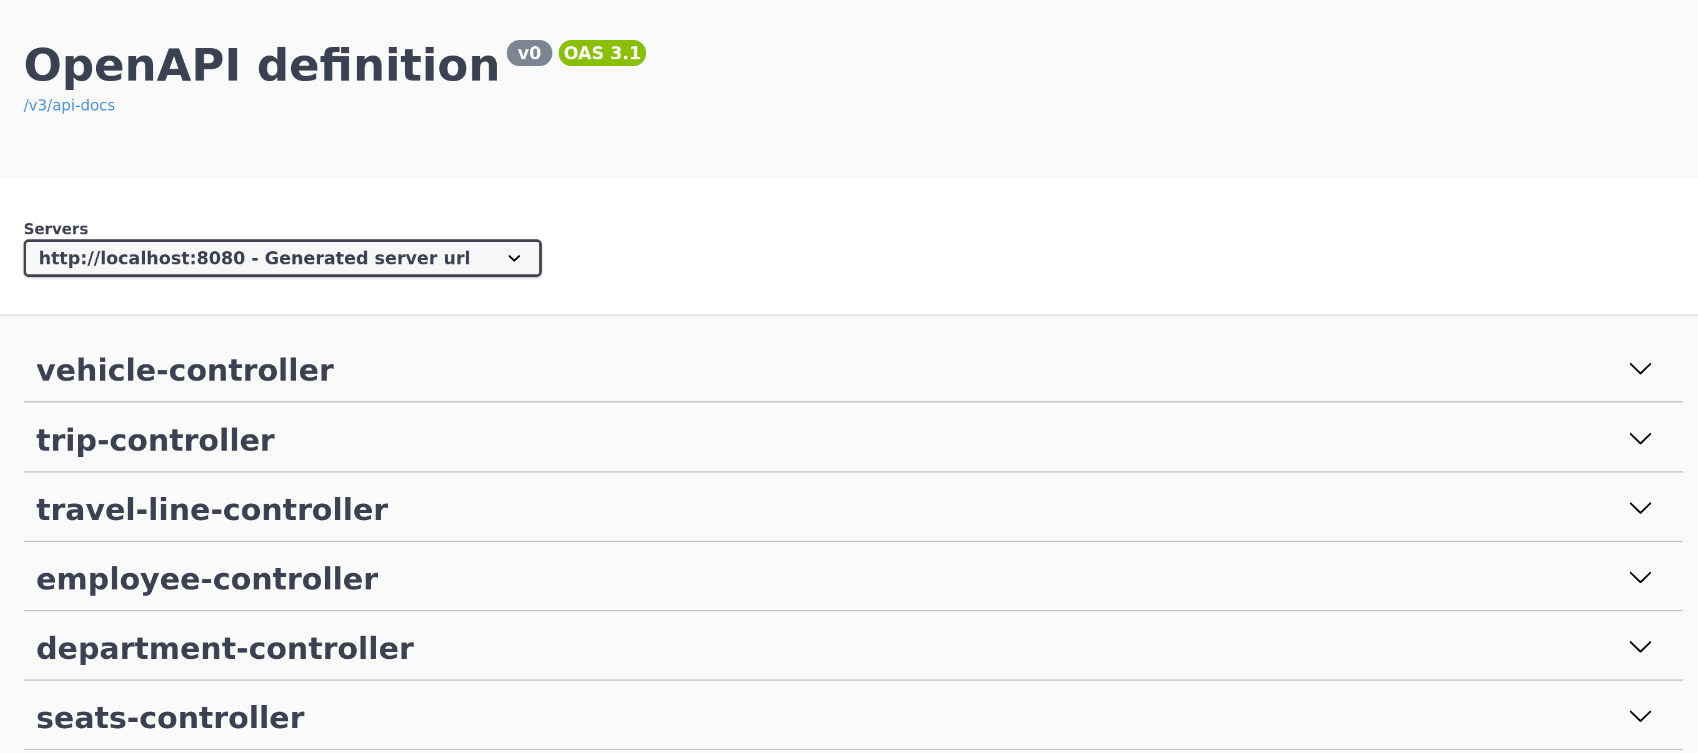 OpenAPI definition v0 OAS 3.1
/v3/api-docs
Servers
http://localhost:8080 - Generated server url
vehicle-controller
trip-controller
travel-line-controller
employee-controller
department-controller
seats-controller